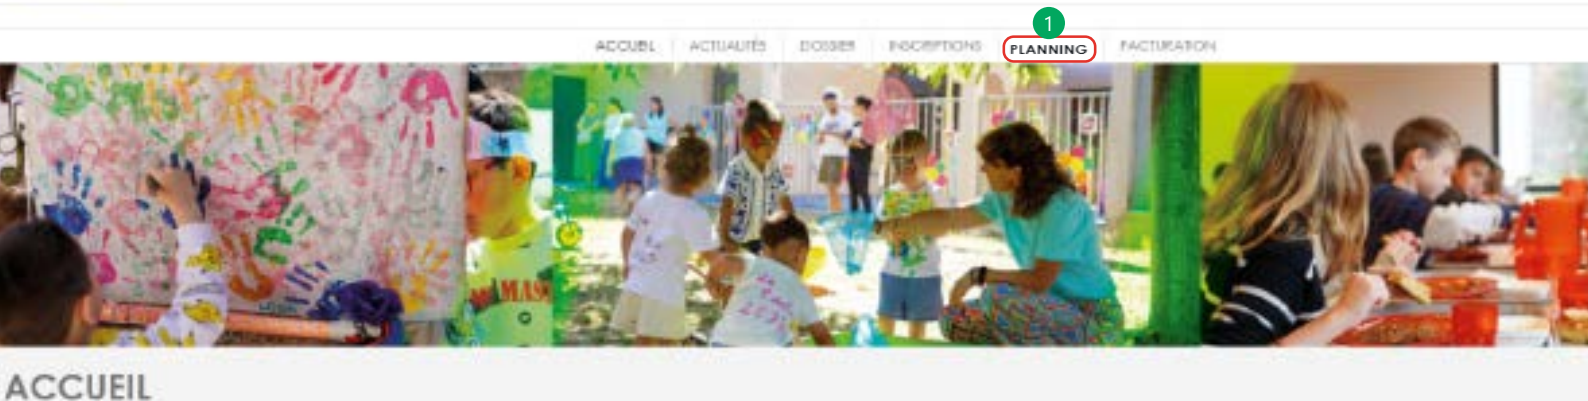 1
ACCUEIL ACTUALITÉS DOSSIER INSCRIPTIONS PLANNING FACTURATION
ACCUEIL